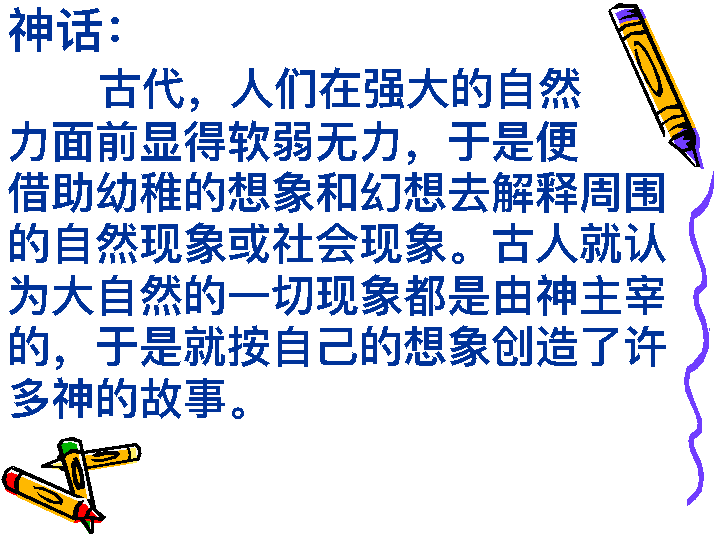 神话：
古代，人们在强大的自然
力面前显得软弱无力，于是便
借助幼稚的想象和幻想去解释周围
的自然现象或社会现象。古人就认
为大自然的一切现象都是由神主宰
的，于是就按自己的想象创造了许
多神的故事。